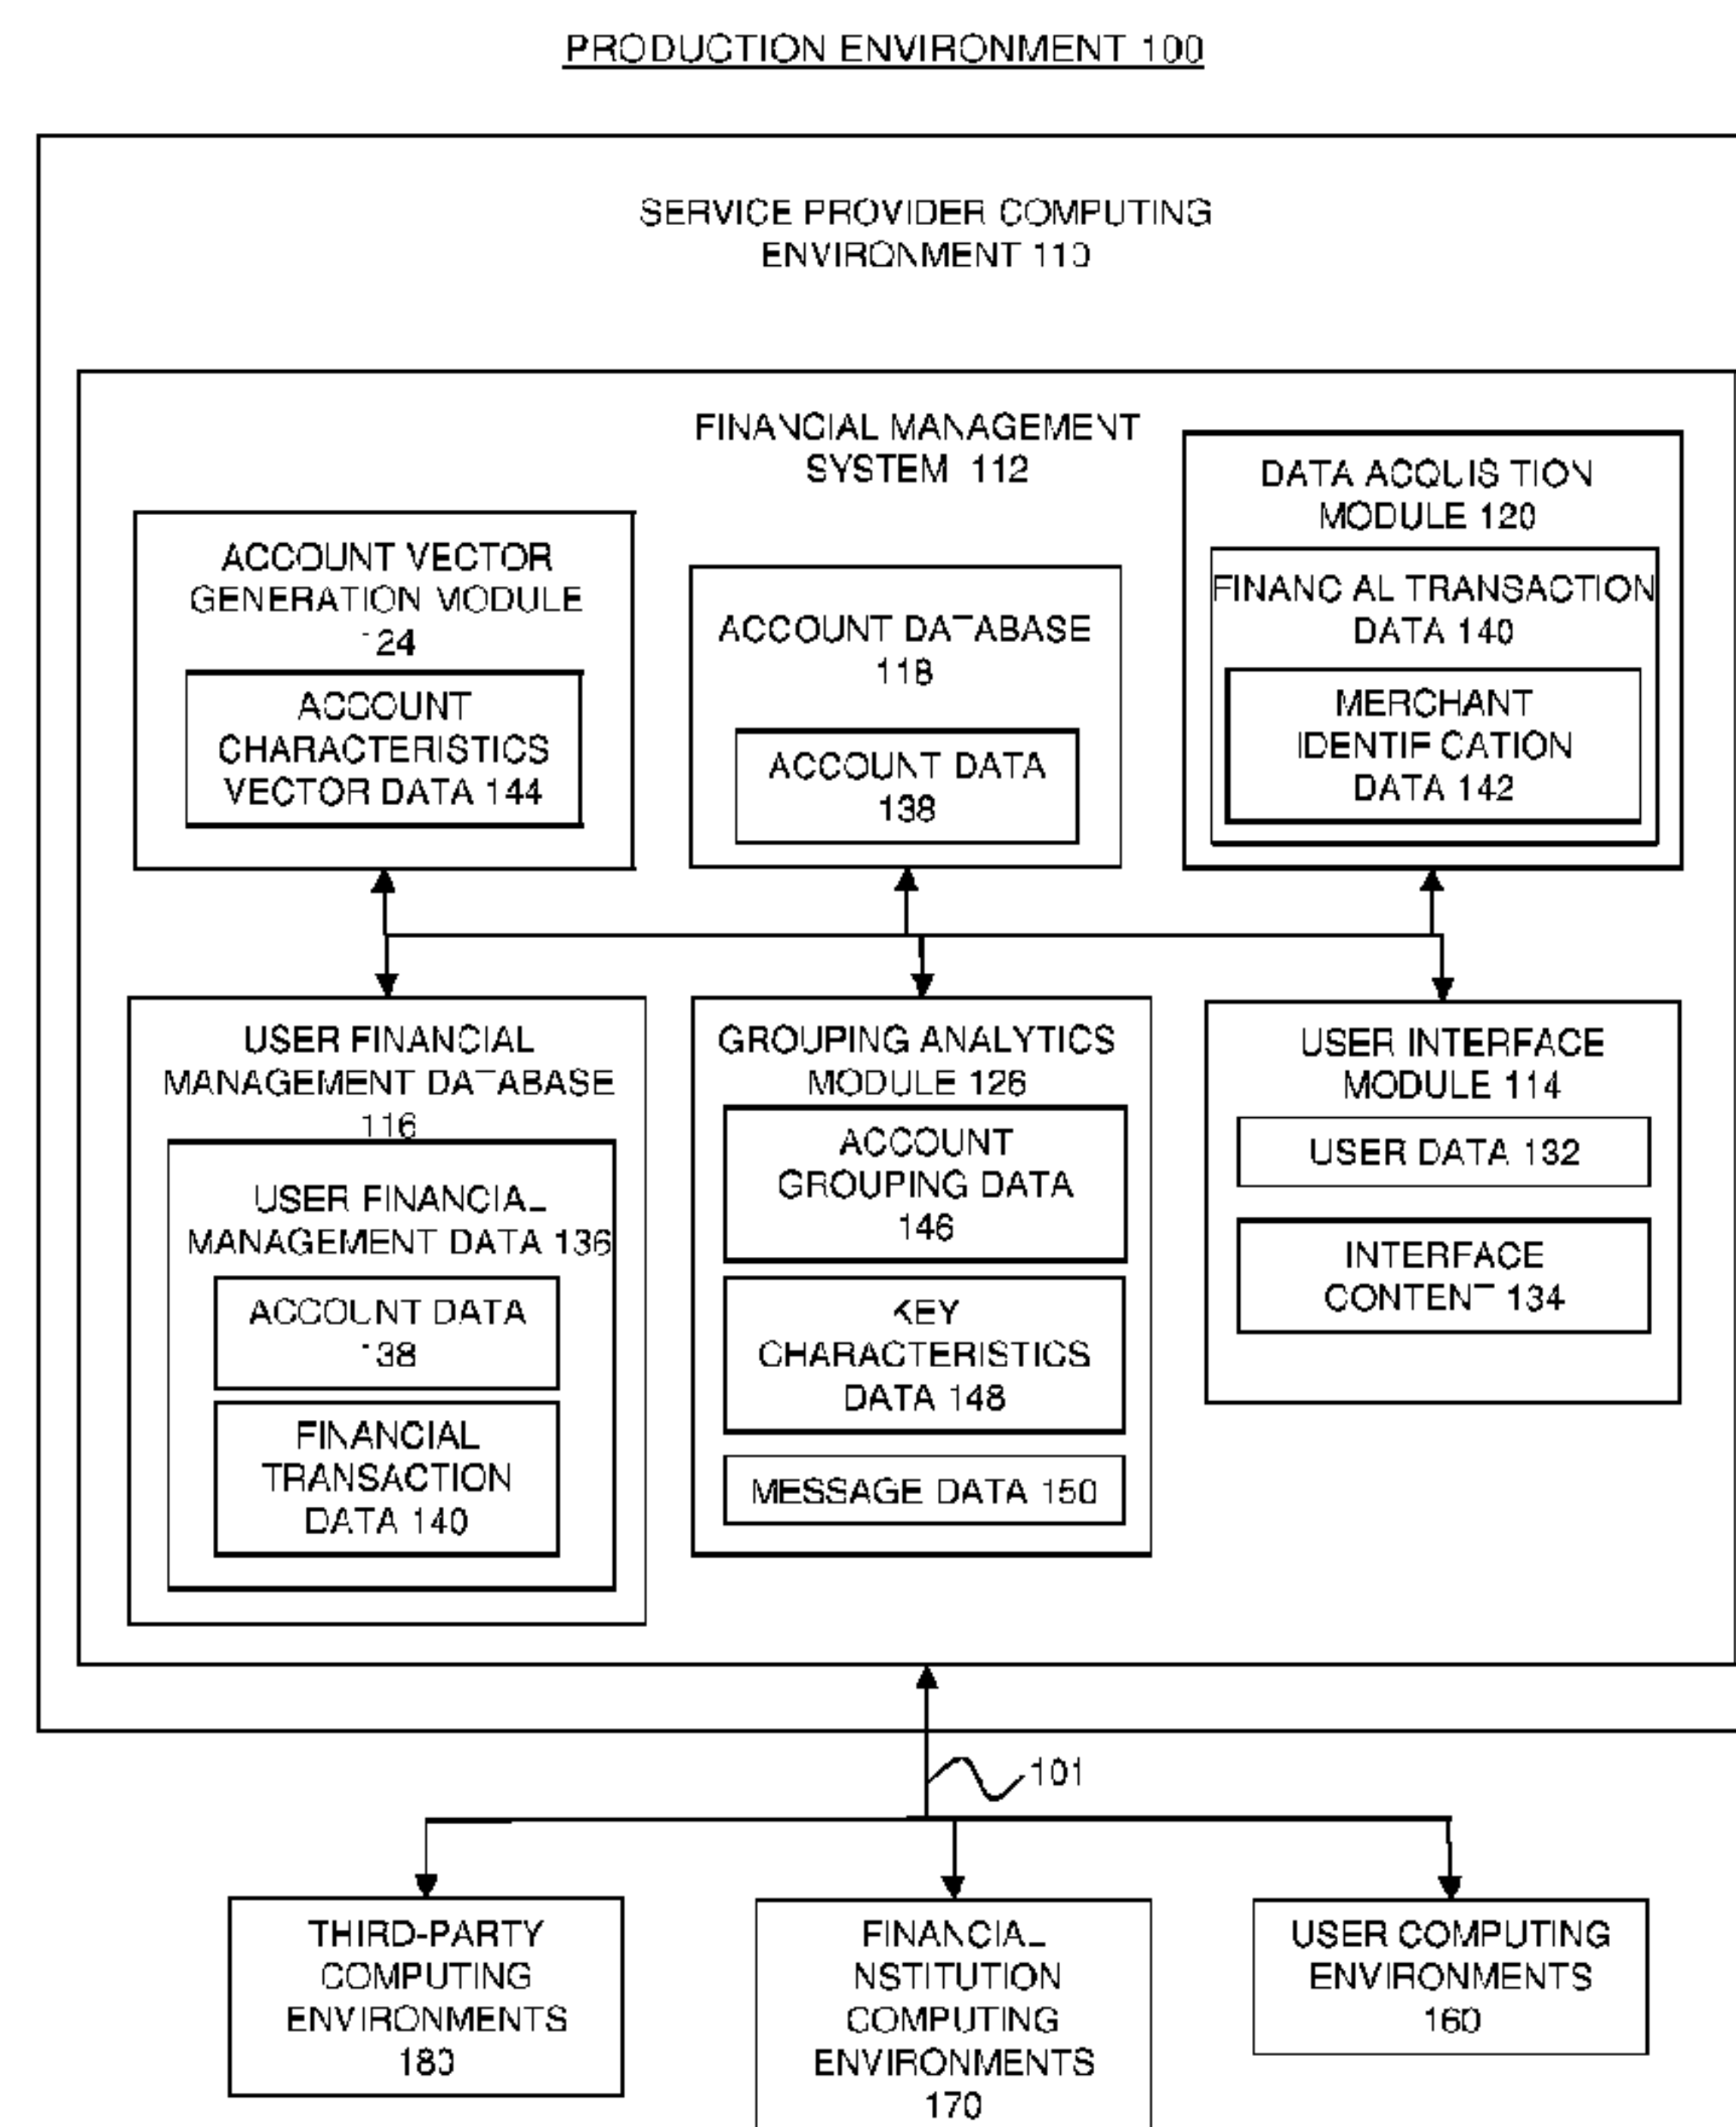 PRODUCTION ENVIRONMENT 100
SERVICE PROVIDER COMPUTING
ENVIRONMENT 110
FINANCIAL MANAGEMENT
SYSTEM 112
ACCOUNT VECTOR
GENERATION MODULE
124
ACCOUNT
CHARACTERISTICS
VECTOR DATA 144
ACCOUNT DATABASE
118
ACCOUNT DATA
138
DATA ACQUISITION
MODULE 120
FINANCIAL TRANSACTION
DATA 140
MERCHANT
IDENTIFICATION
DATA 142
USER FINANCIAL
MANAGEMENT DATABASE
116
USER FINANCIAL
MANAGEMENT DATA 136
ACCOUNT DATA
138
FINANCIAL
TRANSACTION
DATA 140
GROUPING ANALYTICS
MODULE 126
ACCOUNT
GROUPING DATA
146
KEY
CHARACTERISTICS
DATA 148
MESSAGE DATA 150
USER INTERFACE
MODULE 114
USER DATA 132
INTERFACE
CONTENT 134
101
THIRD-PARTY
COMPUTING
ENVIRONMENTS
180
FINANCIAL
INSTITUTION
COMPUTING
ENVIRONMENTS
170
USER COMPUTING
ENVIRONMENTS
160